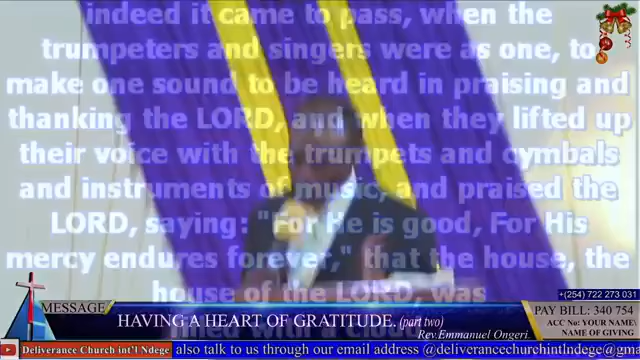 indeed it came to pass, when the
trumpeters and singers were as one, to
make one sound to be heard in praising and
thanking the LORD, and when they lifted up
their voice with the trumpets and cymbals
and instruments of music, and praised the
LORD, saying: "For He is good, For His
mercy endures forever," that the house, the
house of the LORD, was
+(254) 722 273 031
MESSAGE
HAVING A HEART OF GRATITUDE. (part two)
Rev.Emmanuel Ongeri.
PAY BILL: 340 754
ACC No: YOUR NAME/
NAME OF GIVING
Deliverance Church int'l Ndege also talk to us through our email address @deliverancechurchintlndege@gm